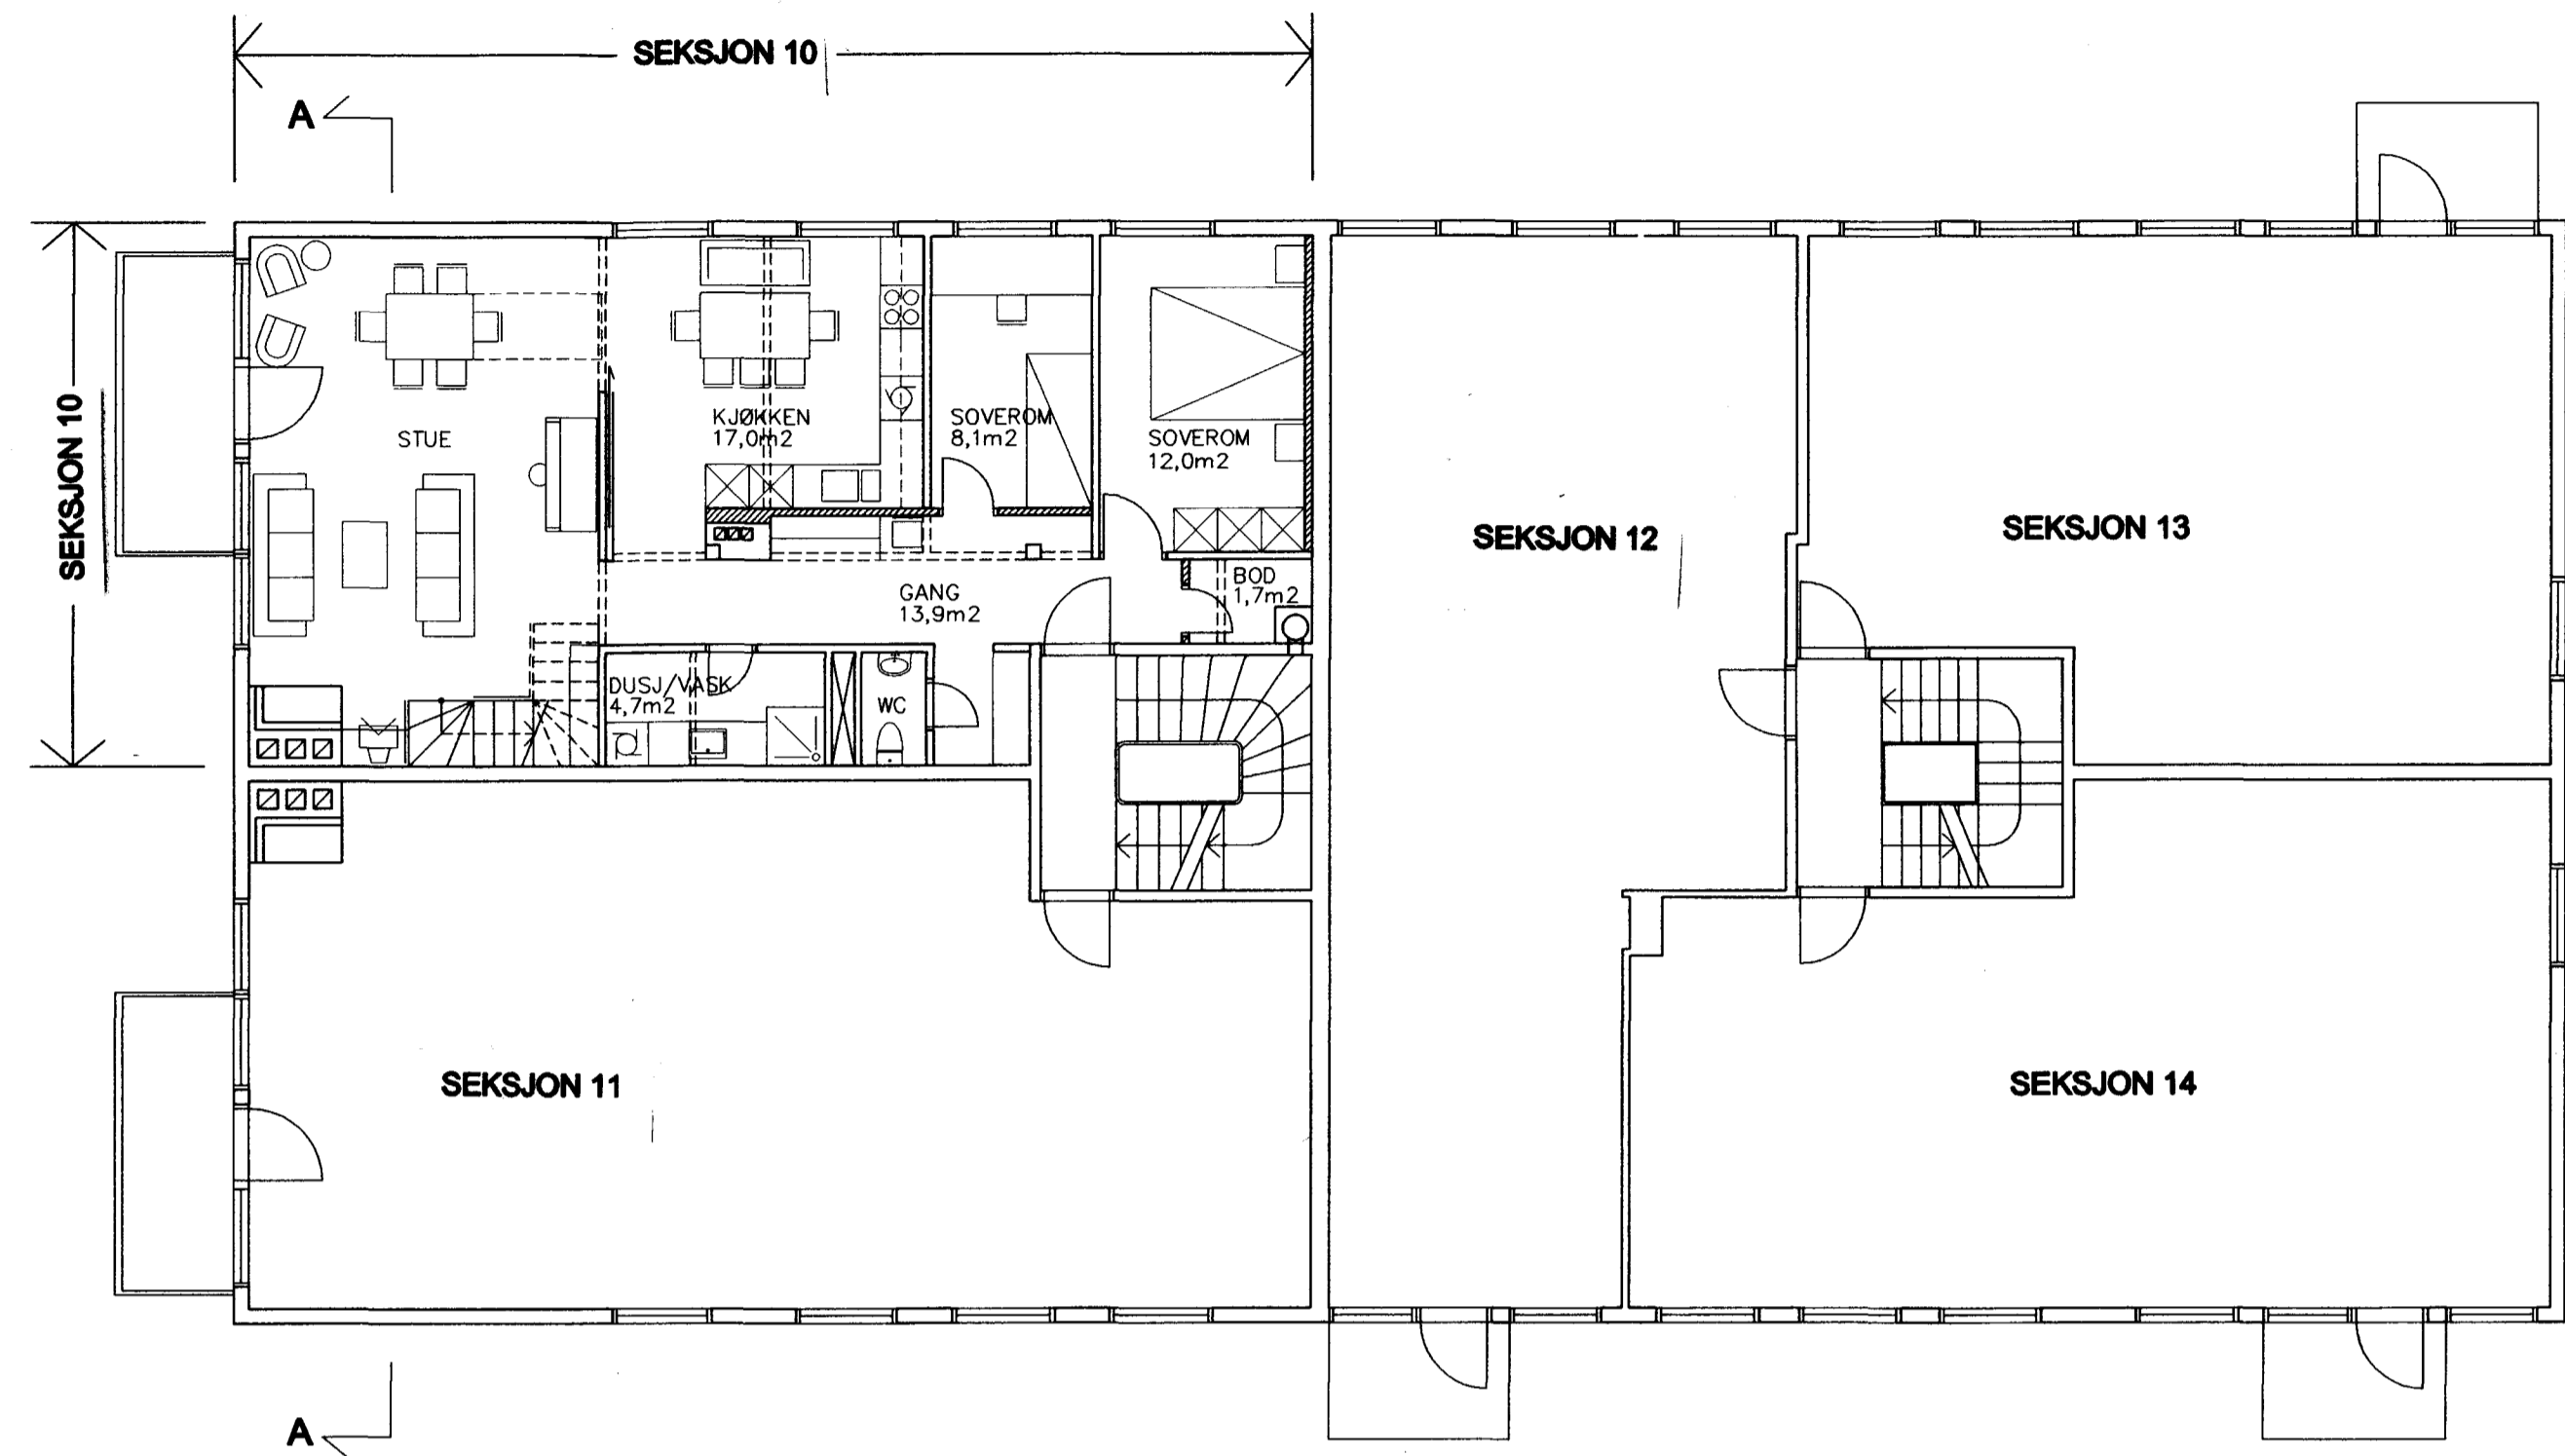 SEKSJON 10
A
SEKSJON 10
STUE
KJØKKEN
17,0m2
SOVEROM
8,1m2
SOVEROM
12,0m2
SEKSJON 12
SEKSJON 13
GANG
13,9m2
BOD
1,7m2
DUSJ/VASK
4,7m2
WC
SEKSJON 11
SEKSJON 14
A